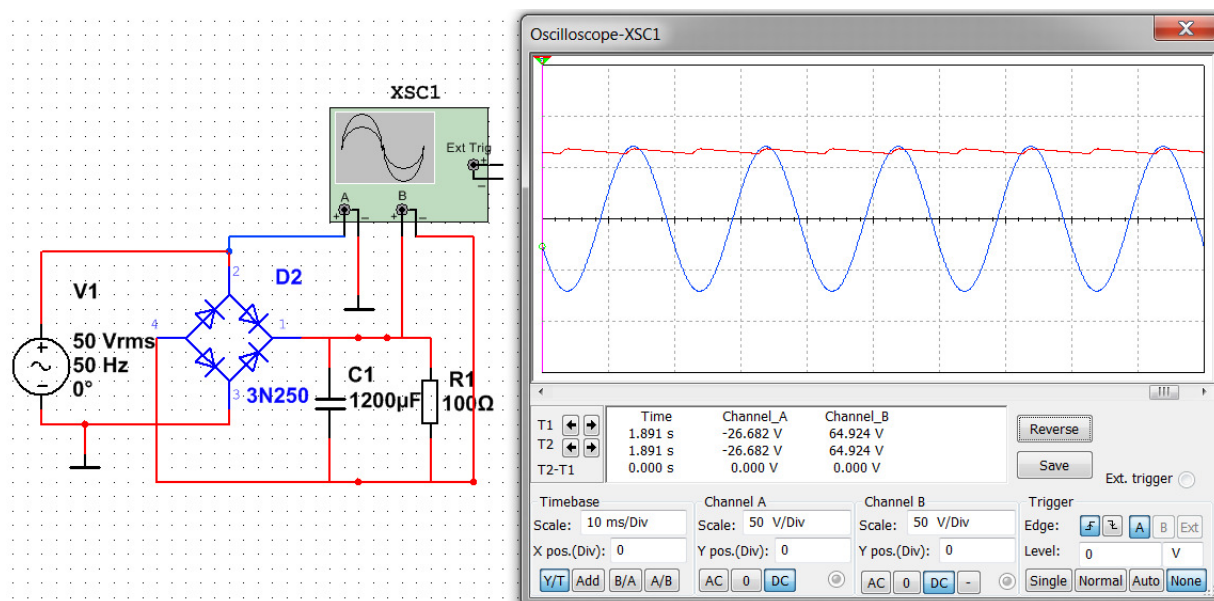 XSC1
Ext Trig
+
−
A
B
+
−
+
−
V1
50 Vrms
50 Hz
0°
2
D2
4
1
3
3N250
C1
1200µF
R1
100Ω
Oscilloscope-XSC1
Time Channel_A Channel_B
T1 1.891 s -26.682 V 64.924 V
T2 1.891 s -26.682 V 64.924 V
T2-T1 0.000 s 0.000 V 0.000 V
Reverse
Save
Ext. trigger
Timebase
Scale: 10 ms/Div
X pos.(Div): 0
Y/T Add B/A A/B
Channel A
Scale: 50 V/Div
Y pos.(Div): 0
AC 0 DC
Channel B
Scale: 50 V/Div
Y pos.(Div): 0
AC 0 DC -
Trigger
Edge: A B Ext
Level: 0 V
Single Normal Auto None